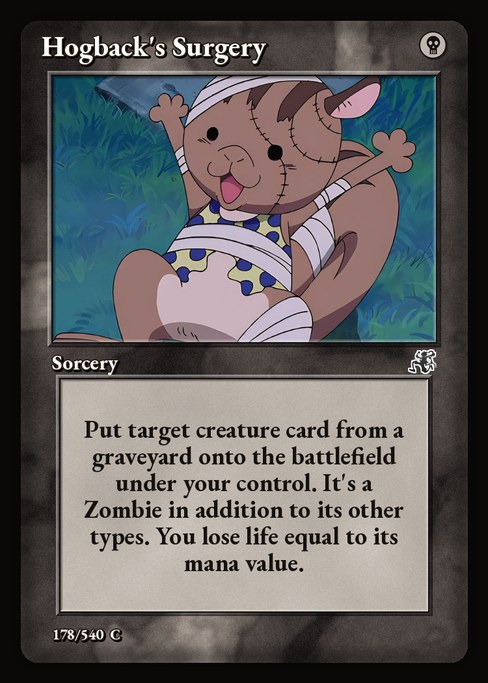 Hogback's Surgery
Sorcery
Put target creature card from a
graveyard onto the battlefield
under your control. It's a
Zombie in addition to its other
types. You lose life equal to its
mana value.
178/540 C